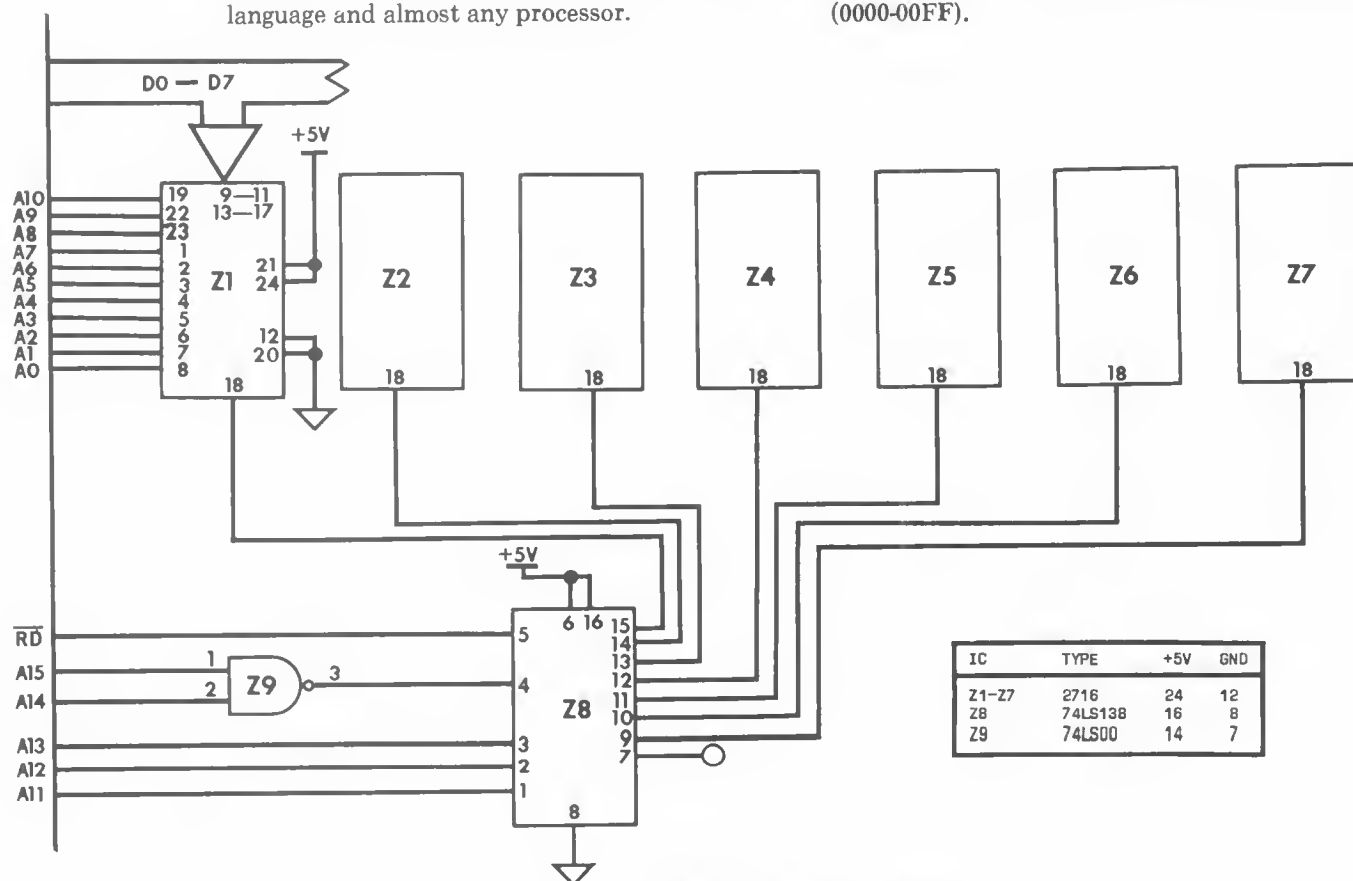 language and almost any processor.
(0000-00FF).
D0 — D7
+5V
A10
A9
A8
A7
A6
A5
A4
A3
A2
A1
A0
19
22
23
1
2
3
4
5
6
7
8
9—11
13—17
Z1
21
24
12
20
18
Z2
18
Z3
18
Z4
18
Z5
18
Z6
18
Z7
18
+5V
RD
A15
A14
A13
A12
A11
1
2
Z9
3
5
4
3
2
1
6 16
Z8
15
14
13
12
11
10
9
7
8
IC TYPE +5V GND
Z1-Z7 2716 24 12
Z8 74LS138 16 8
Z9 74LS00 14 7